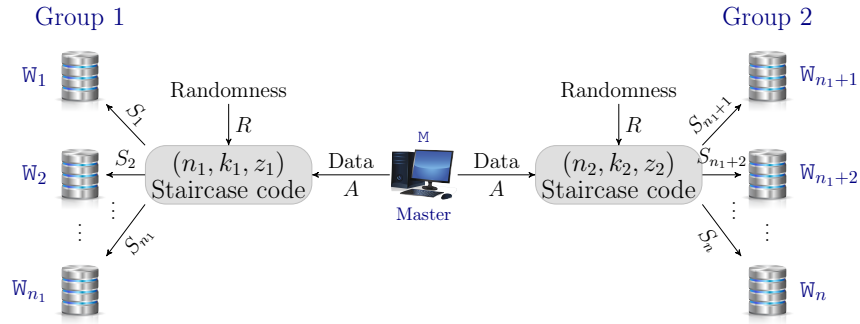 Group 1
Group 2
W₁
Wₙ₁₊₁
Randomness
Randomness
S₁
R
M
R
Sₙ₁₊₁
W₂
S₂
(n₁, k₁, z₁)
Staircase code
Data
A
Data
A
(n₂, k₂, z₂)
Staircase code
Sₙ₁₊₂
Wₙ₁₊₂
Master
⋮
⋮
⋮
⋮
Sₙ₁
Sₙ
Wₙ₁
Wₙ